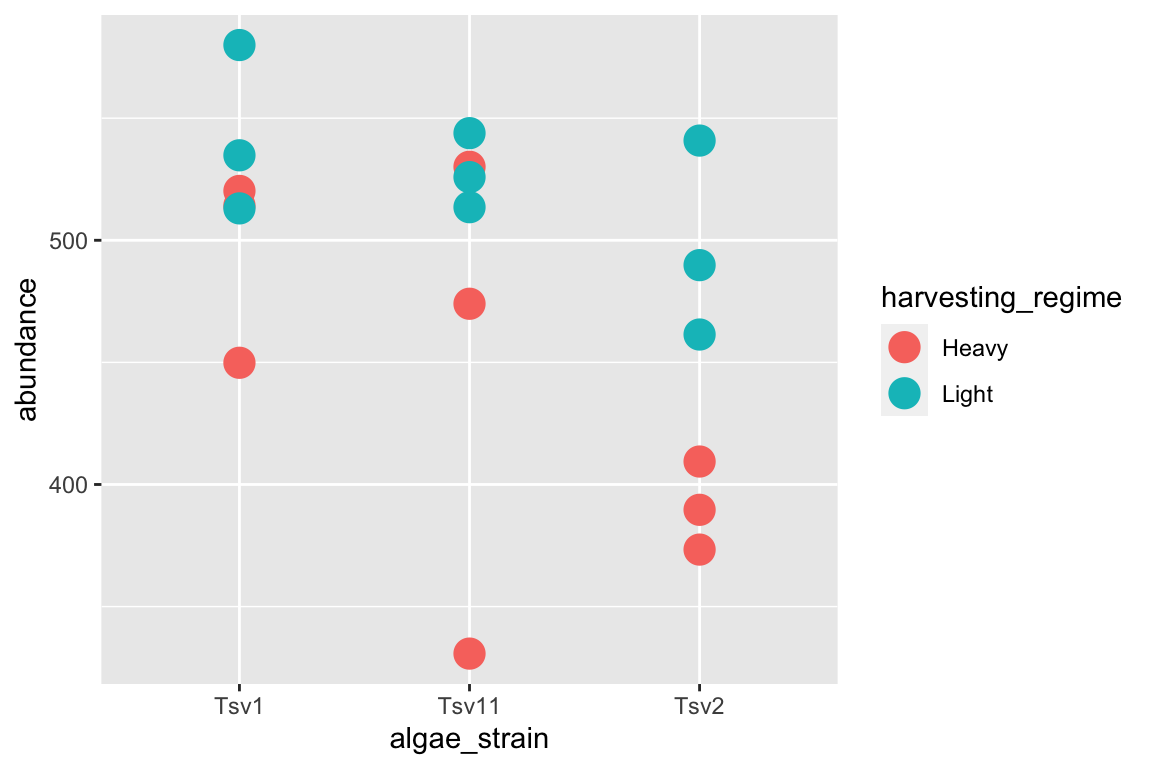 abundance
500
400
Tsv1
Tsv11
Tsv2
algae_strain
harvesting_regime
Heavy
Light